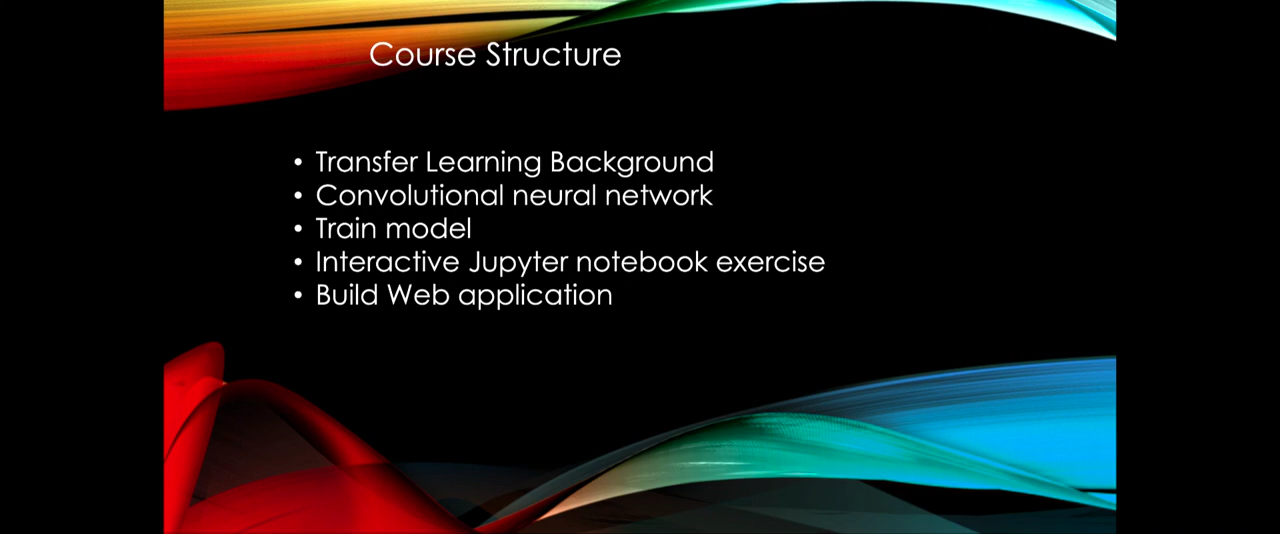 Course Structure
• Transfer Learning Background
• Convolutional neural network
• Train model
• Interactive Jupyter notebook exercise
• Build Web application